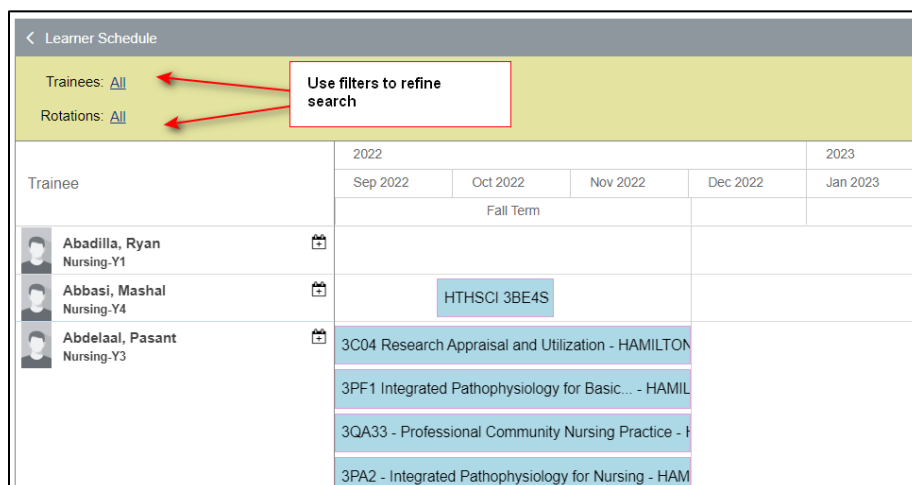 Learner Schedule
Trainees: All
Rotations: All
Use filters to refine
search
Trainee
2022
2023
Sep 2022
Oct 2022
Nov 2022
Dec 2022
Jan 2023
Fall Term
Abadilla, Ryan
Nursing-Y1
Abbasi, Mashal
Nursing-Y4
HTHSCI 3BE4S
Abdelaal, Pasant
Nursing-Y3
3C04 Research Appraisal and Utilization - HAMILTON
3PF1 Integrated Pathophysiology for Basic... - HAMIL
3QA33 - Professional Community Nursing Practice - H
3PA2 - Integrated Pathophysiology for Nursing - HAM